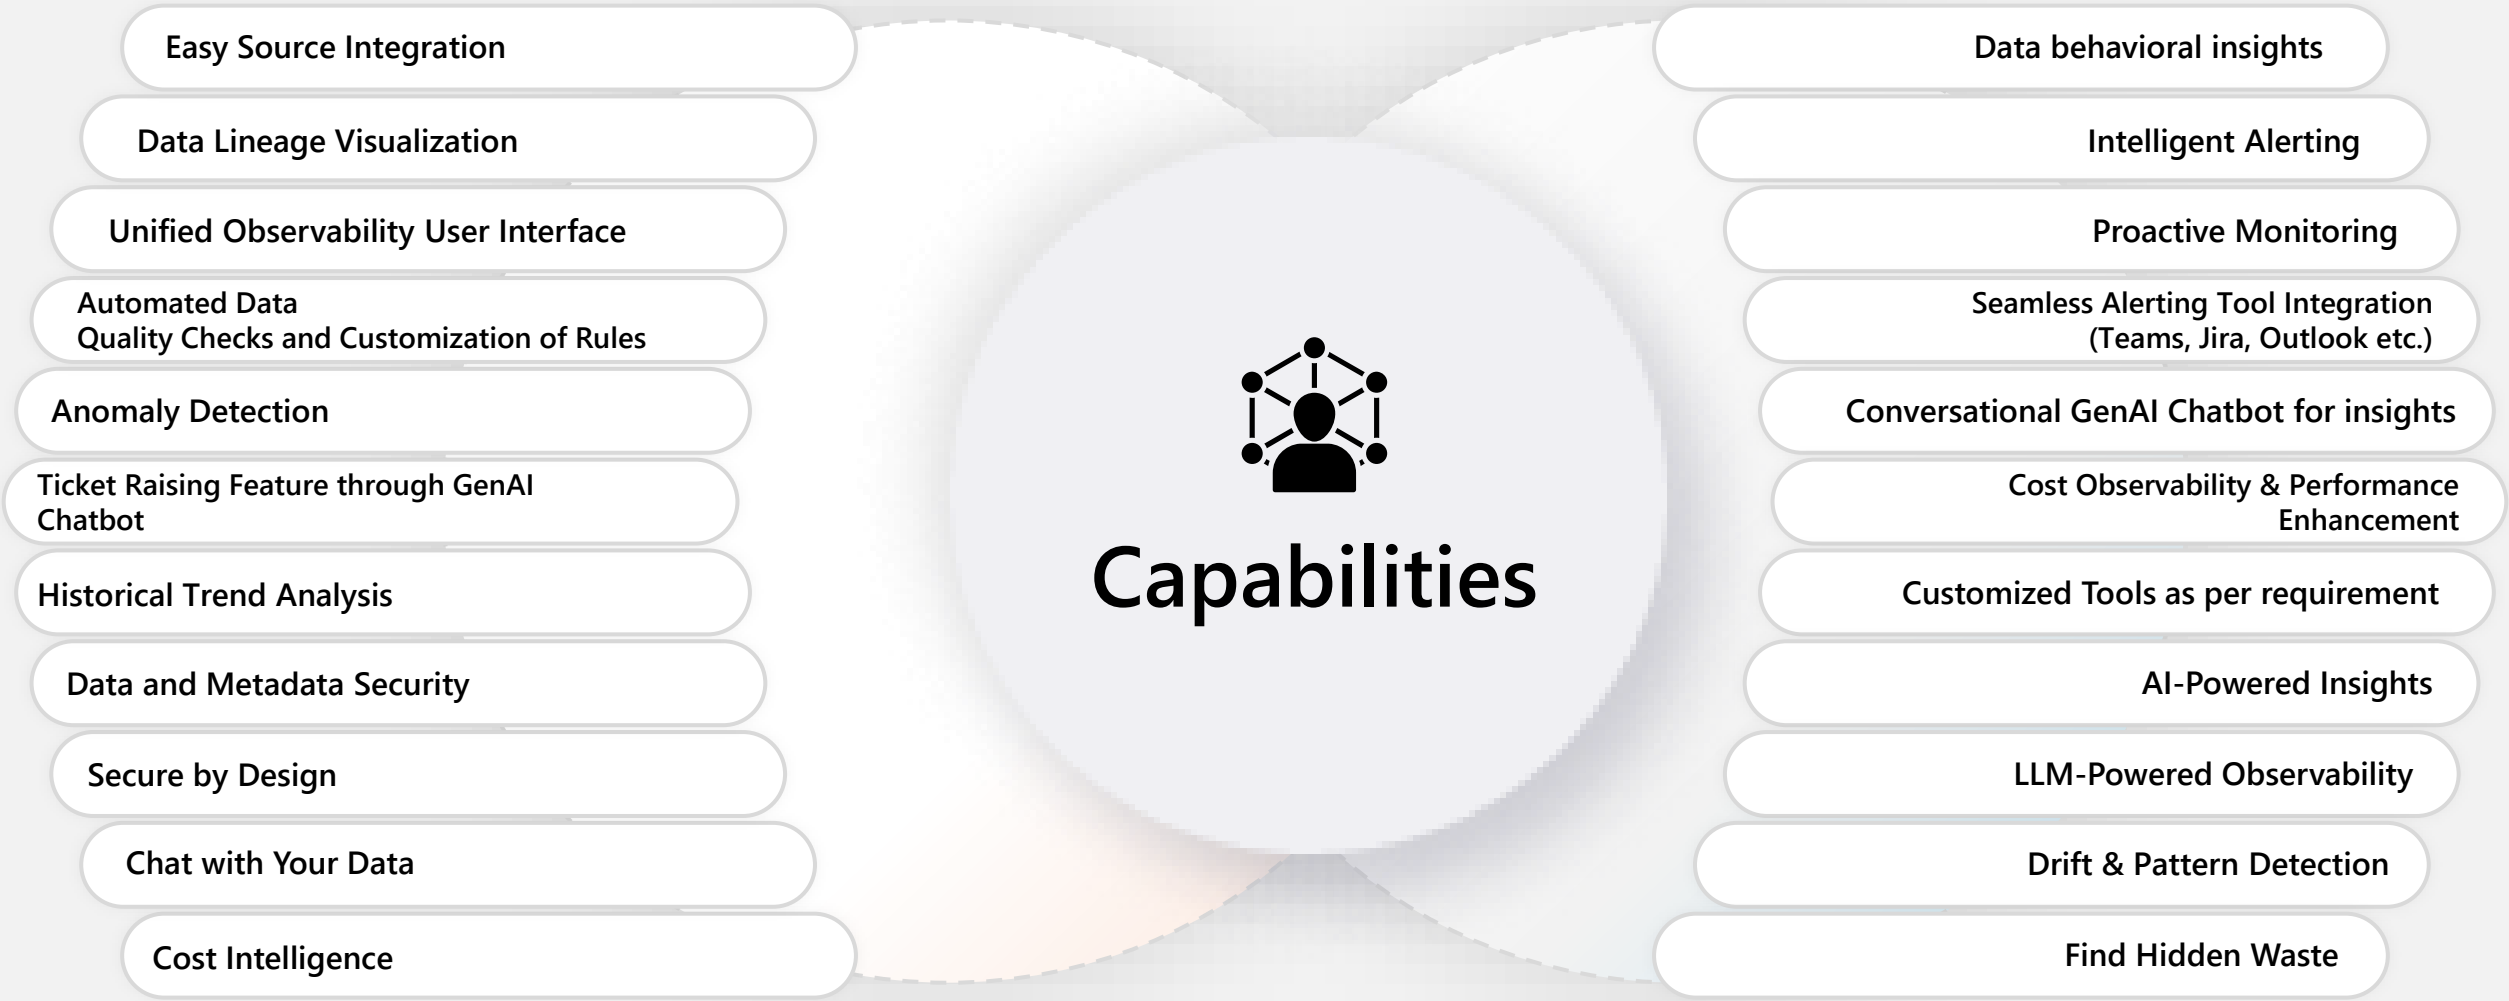 Easy Source Integration
Data Lineage Visualization
Unified Observability User Interface
Automated Data
Quality Checks and Customization of Rules
Anomaly Detection
Ticket Raising Feature through GenAI
Chatbot
Historical Trend Analysis
Data and Metadata Security
Secure by Design
Chat with Your Data
Cost Intelligence
Capabilities
Data behavioral insights
Intelligent Alerting
Proactive Monitoring
Seamless Alerting Tool Integration
(Teams, Jira, Outlook etc.)
Conversational GenAI Chatbot for insights
Cost Observability & Performance
Enhancement
Customized Tools as per requirement
AI-Powered Insights
LLM-Powered Observability
Drift & Pattern Detection
Find Hidden Waste